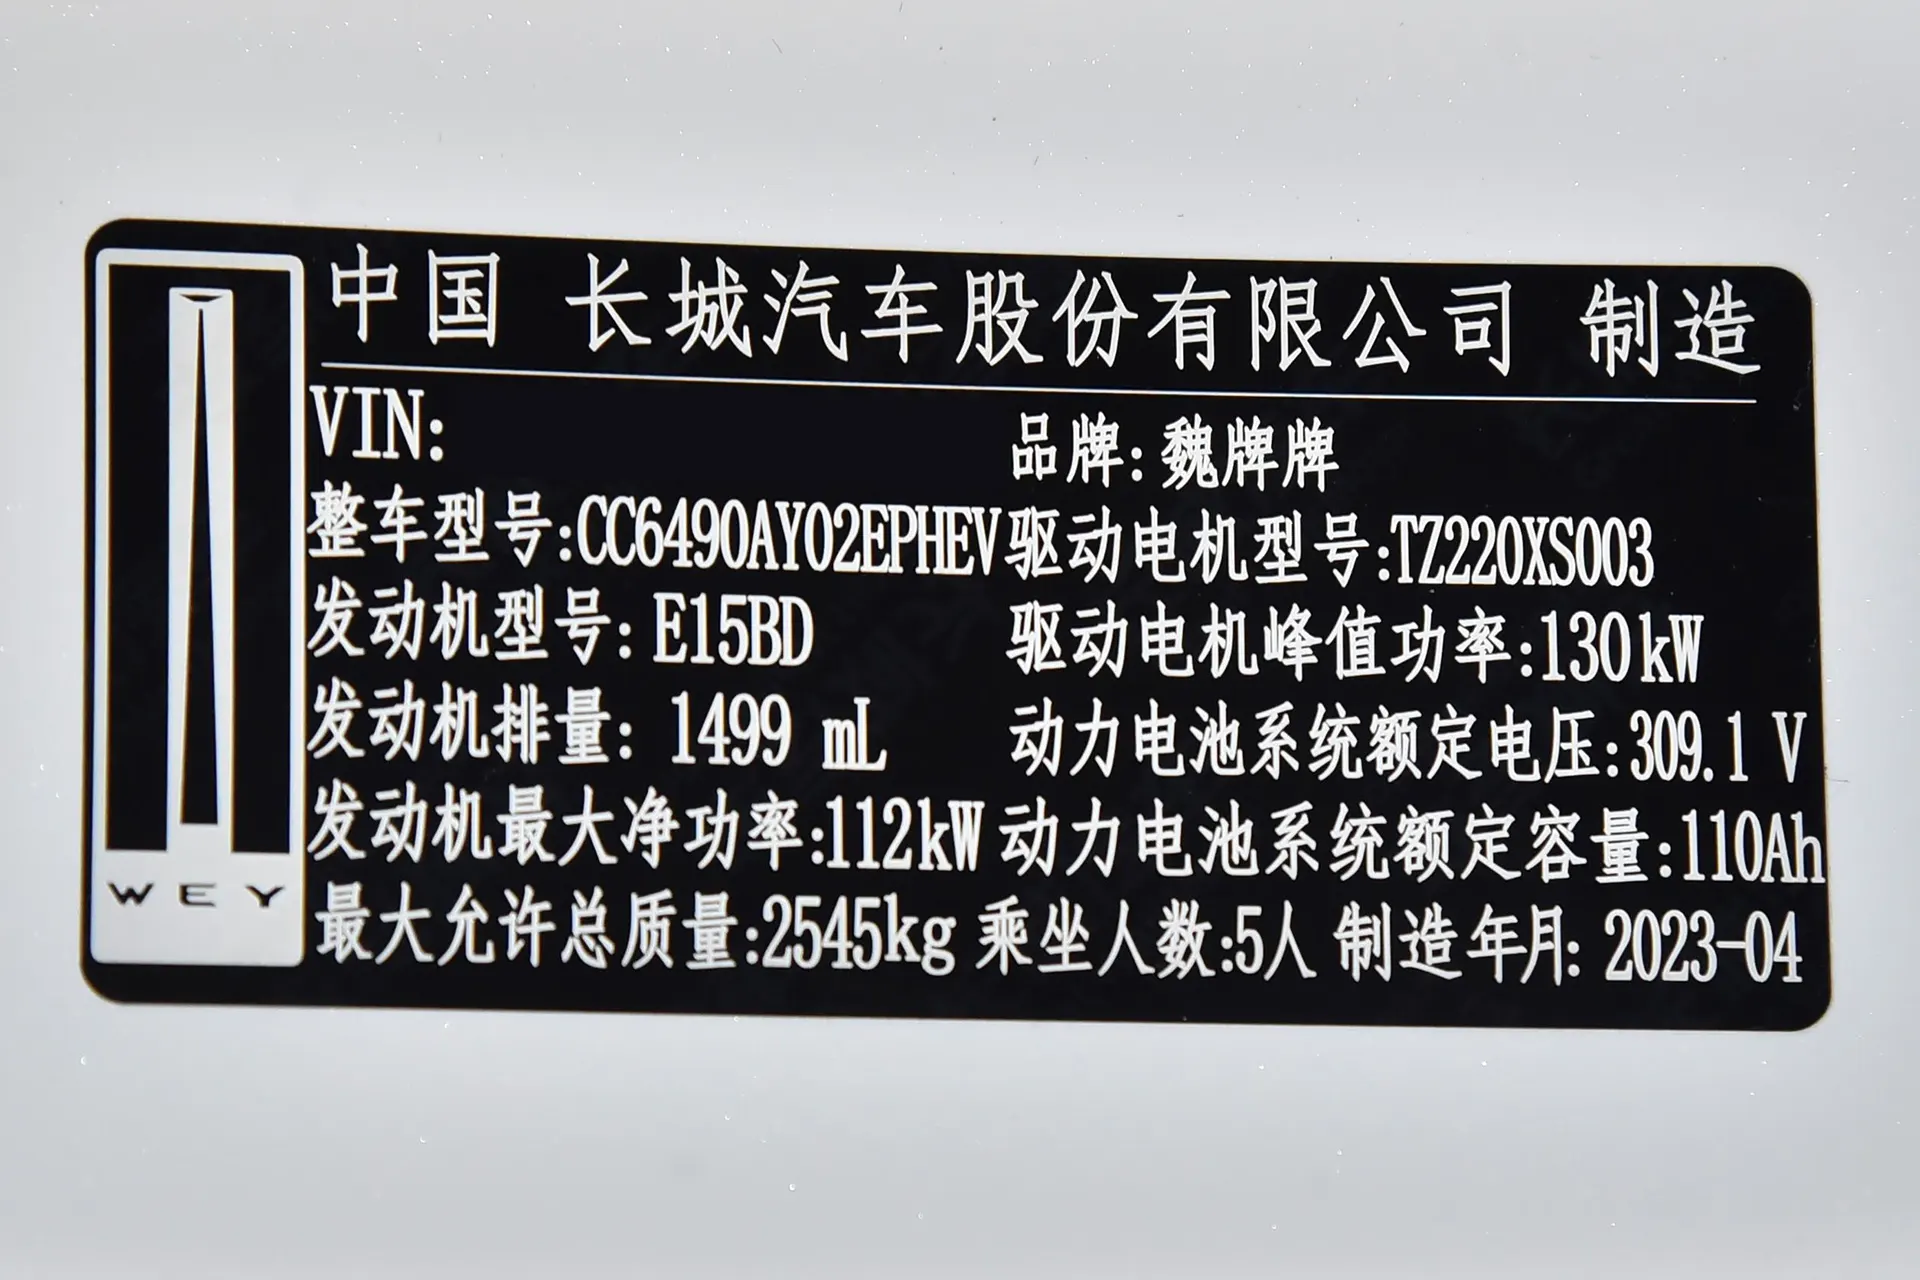 中国 长城汽车股份有限公司 制造
VIN:
品牌: 魏牌牌
整车型号:CC6490AY02EPHEV 驱动电机型号:TZ220XS003
发动机型号: E15BD 驱动电机峰值功率:130kW
发动机排量: 1499 mL 动力电池系统额定电压:309.1 V
发动机最大净功率:112kW 动力电池系统额定容量:110Ah
最大允许总质量:2545kg 乘坐人数:5人 制造年月: 2023-04
WEY